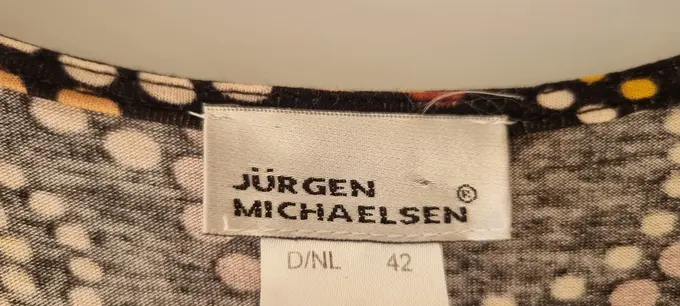 JÜRGEN
MICHAELSEN ®
D/NL 42